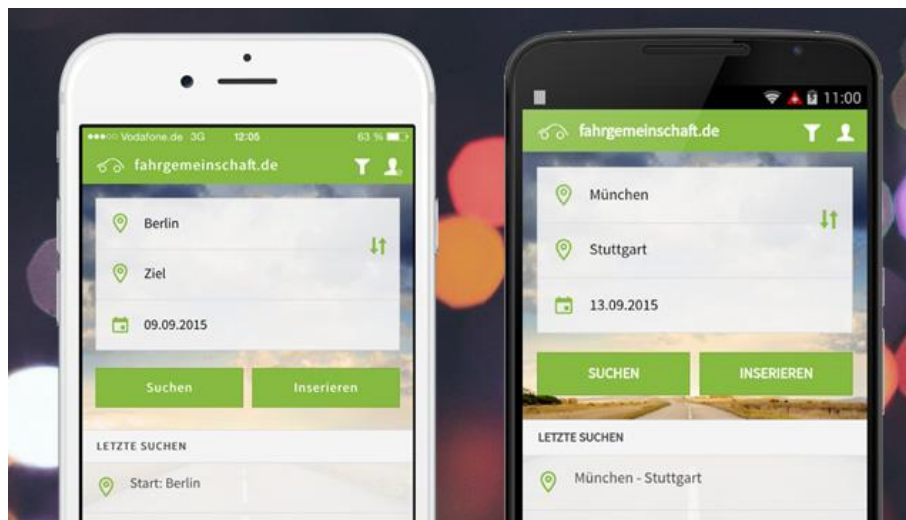 Vodafone.de 3G 12:05 63 %
fahrgemeinschaft.de
Berlin
Ziel
09.09.2015
Suchen Inserieren
LETZTE SUCHEN
Start: Berlin
11:00
fahrgemeinschaft.de
München
Stuttgart
13.09.2015
SUCHEN INSERIEREN
LETZTE SUCHEN
München - Stuttgart